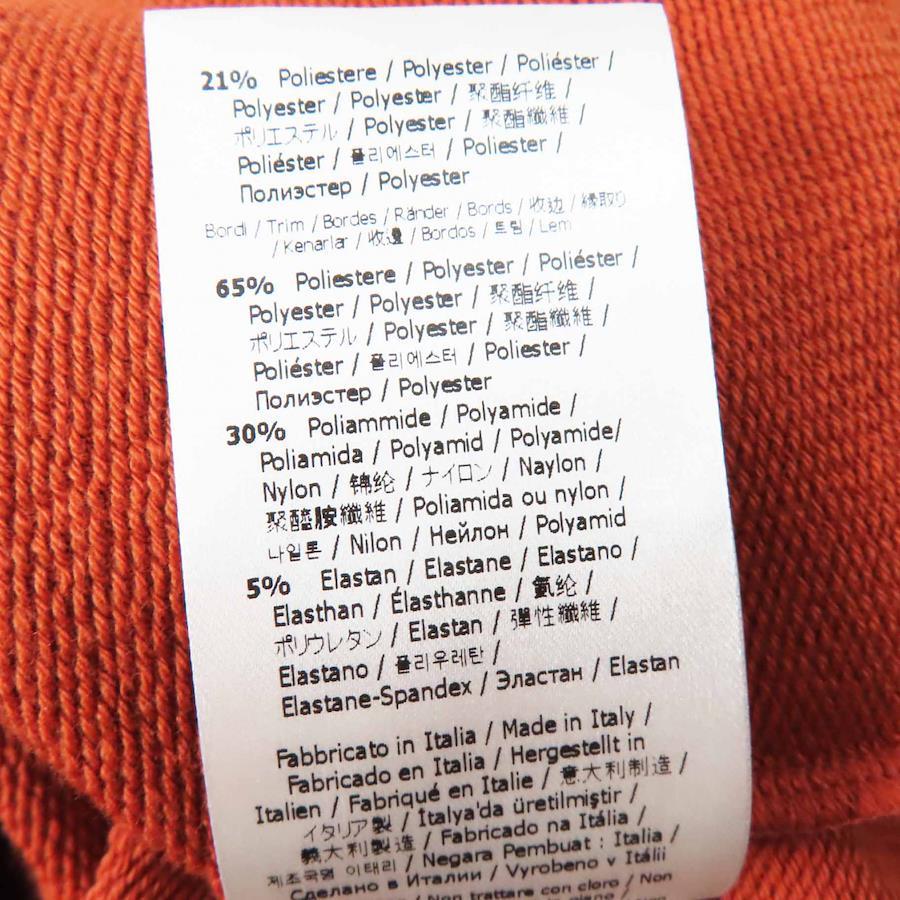 21% Poliestere / Polyester / Poliéster /
Polyester / Polyester / 聚酯纤维 /
ポリエステル / Polyester / 聚酯纖維 /
Poliéster / 폴리에스터 / Poliester /
Полиэстер / Polyester
Bordi / Trim / Bordes / Ränder / Bords / 收边 / 縁取り
/ Kenarlar / 收邊 / Bordos / 트림 / Lem
65% Poliestere / Polyester / Poliéster /
Polyester / Polyester / 聚酯纤维 /
ポリエステル / Polyester / 聚酯纖維 /
Poliéster / 폴리에스터 / Poliester /
Полиэстер / Polyester
30% Poliammide / Polyamide /
Poliamida / Polyamid / Polyamide/
Nylon / 锦纶 / ナイロン / Naylon /
聚醯胺纖維 / Poliamida ou nylon /
나일론 / Nilon / Нейлон / Polyamid
5% Elastan / Elastane / Elastano /
Elasthan / Élasthanne / 氨纶 /
ポリウレタン / Elastan / 彈性纖維 /
Elastano / 폴리우레탄 /
Elastane-Spandex / Эластан / Elastan
Fabbricato in Italia / Made in Italy /
Fabricado en Italia / Hergestellt in
Italien / Fabriqué en Italie / 意大利制造 /
イタリア製 / İtalya'da üretilmiştir /
義大利製造 / Fabricado na Itália /
제조국명 이태리 / Negara Pembuat : Italia /
Сделано в Италии / Vyrobeno v Itálii
/ Non trattare con cloro / Non